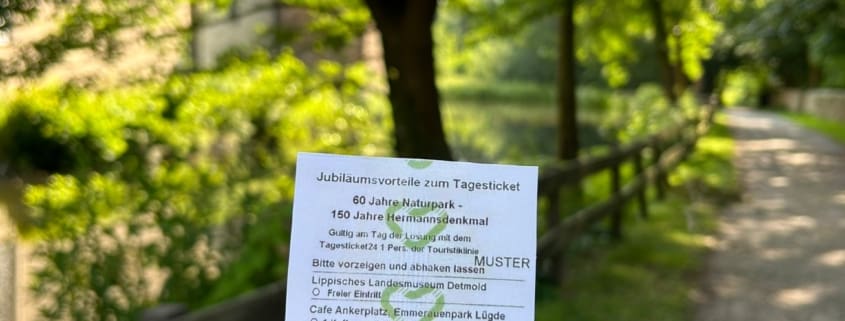 Jubiläumsvorteile zum Tagesticket
60 Jahre Naturpark -
150 Jahre Hermannsdenkmal
Gültig am Tag der Lösung mit dem
Tagesticket24 1 Pers. der Touristiklinie
MUSTER
Bitte vorzeigen und abhaken lassen
Lippisches Landesmuseum Detmold
O Freier Eintritt
Cafe Ankerplatz, Emmerauenpark Lügde